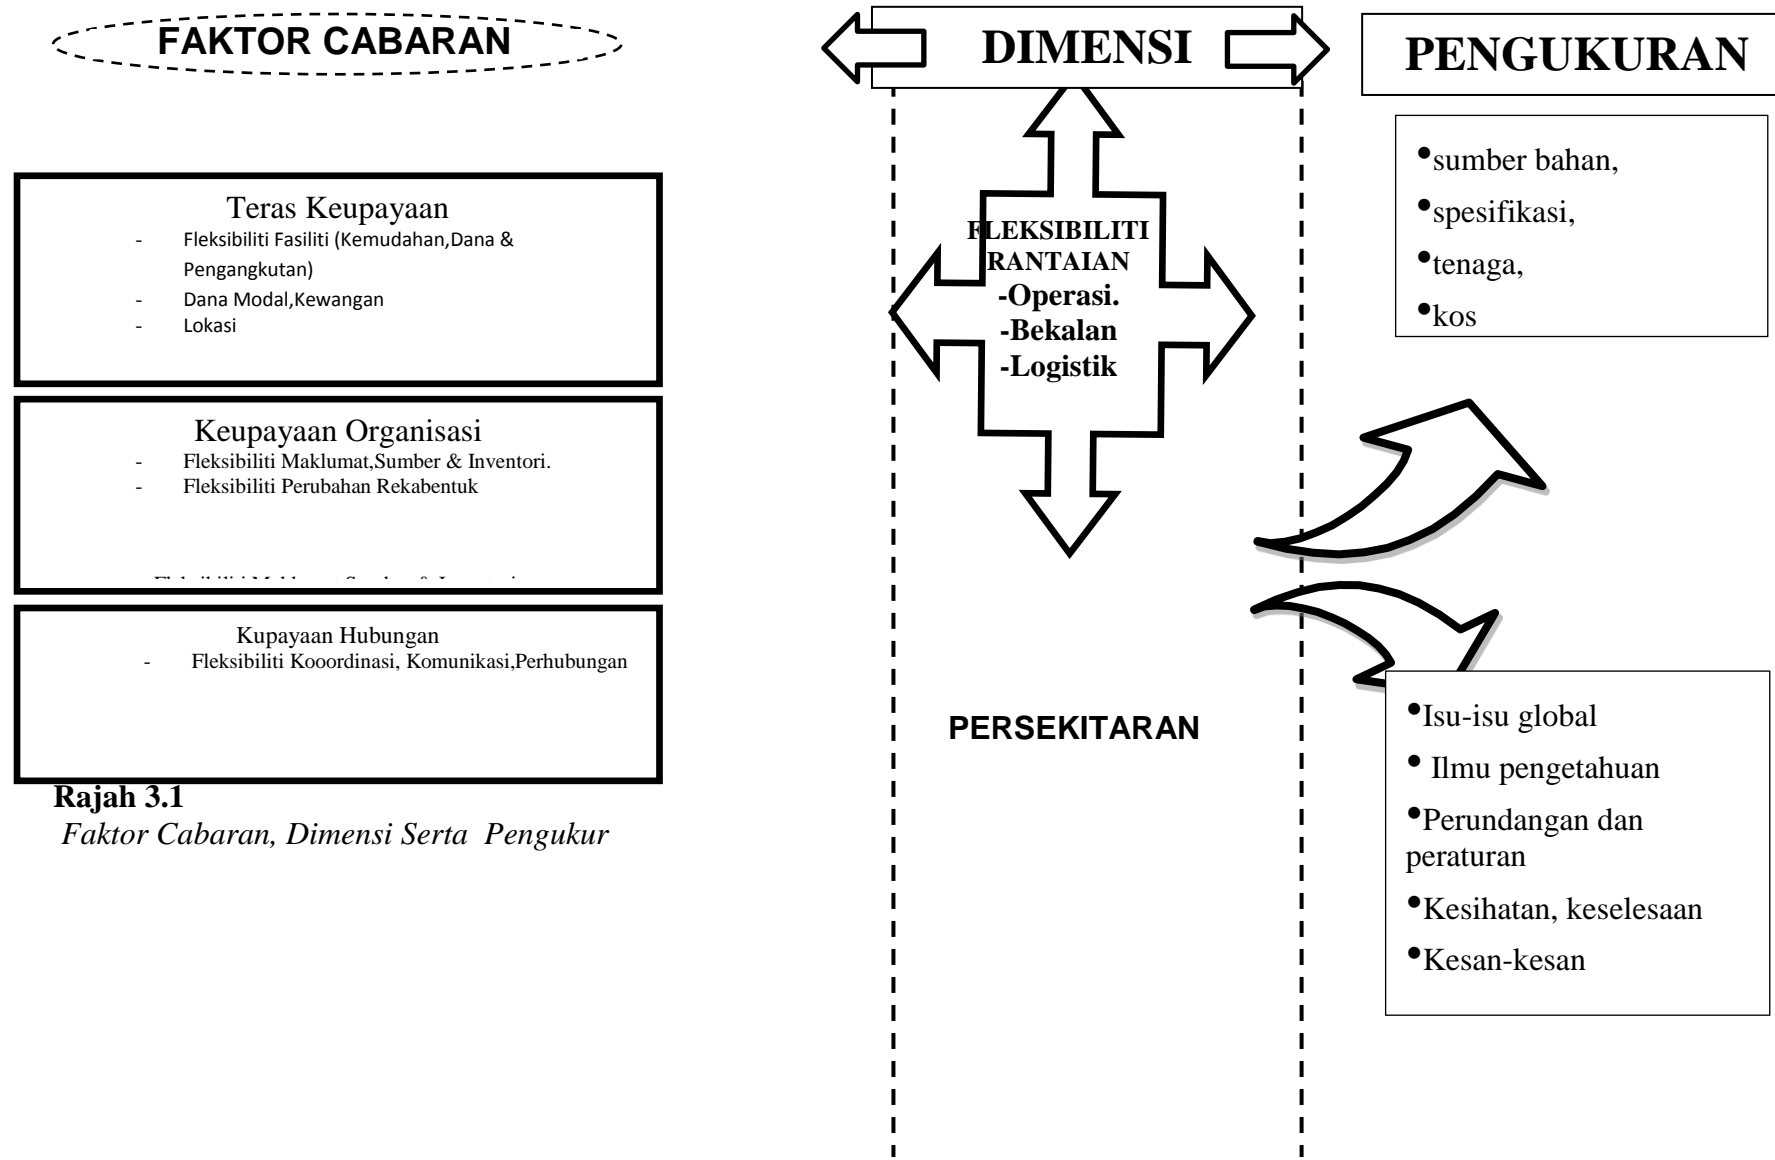 FAKTOR CABARAN
DIMENSI
PENGUKURAN
Teras Keupayaan
- Fleksibiliti Fasiliti (Kemudahan,Dana &
Pengangkutan)
- Dana Modal,Kewangan
- Lokasi
Keupayaan Organisasi
- Fleksibiliti Maklumat,Sumber & Inventori.
- Fleksibiliti Perubahan Rekabentuk
Kupayaan Hubungan
- Fleksibiliti Kooordinasi, Komunikasi,Perhubungan
Rajah 3.1
Faktor Cabaran, Dimensi Serta Pengukur
FLEKSIBILITI
RANTAIAN
-Operasi.
-Bekalan
-Logistik
PERSEKITARAN
•sumber bahan,
•spesifikasi,
•tenaga,
•kos
•Isu-isu global
• Ilmu pengetahuan
•Perundangan dan
peraturan
•Kesihatan, keselesaan
•Kesan-kesan